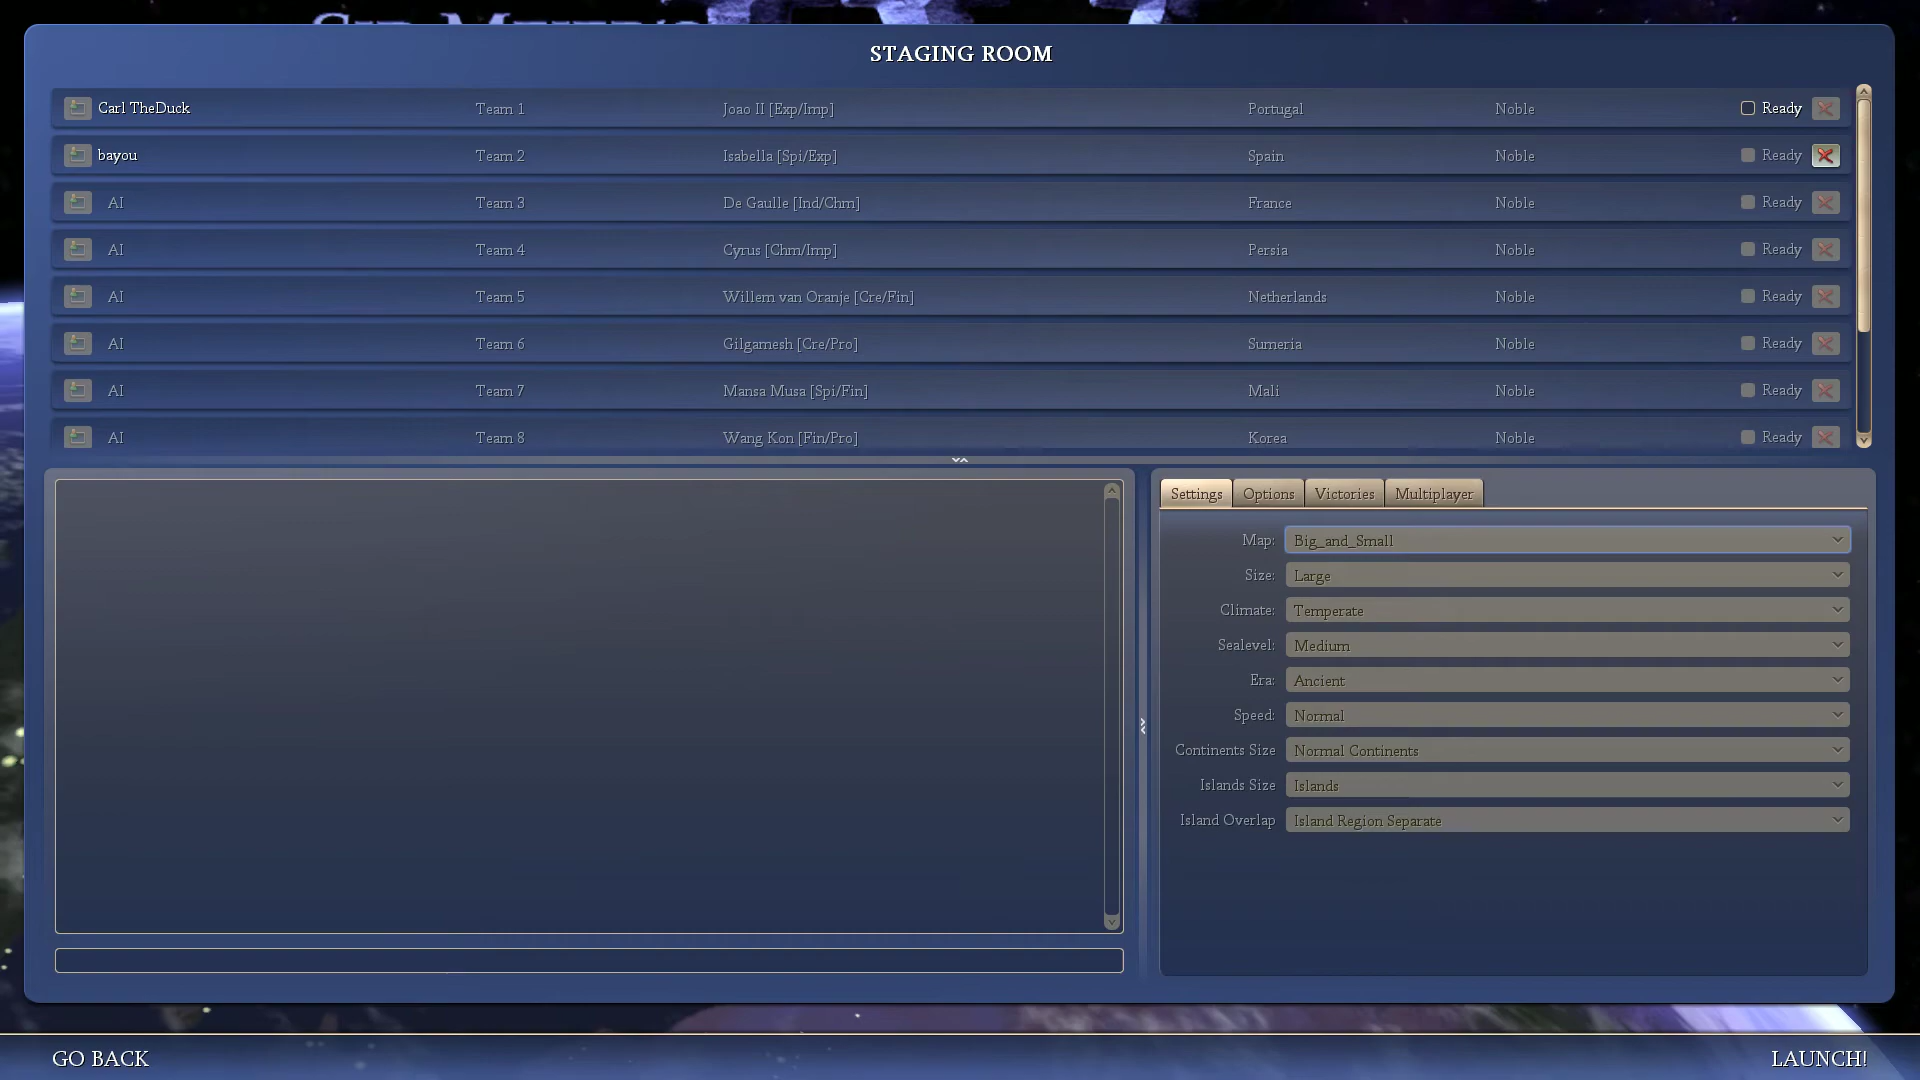 SID MEIER'S
STAGING ROOM
Carl TheDuck Team 1 Joao II [Exp/Imp] Portugal Noble Ready
bayou Team 2 Isabella [Spi/Exp] Spain Noble Ready
AI Team 3 De Gaulle [Ind/Chm] France Noble Ready
AI Team 4 Cyrus [Chm/Imp] Persia Noble Ready
AI Team 5 Willem van Oranje [Cre/Fin] Netherlands Noble Ready
AI Team 6 Gilgamesh [Cre/Pro] Sumeria Noble Ready
AI Team 7 Mansa Musa [Spi/Fin] Mali Noble Ready
AI Team 8 Wang Kon [Fin/Pro] Korea Noble Ready
Settings Options Victories Multiplayer
Map: Big_and_Small
Size: Large
Climate: Temperate
Sealevel: Medium
Era: Ancient
Speed: Normal
Continents Size Normal Continents
Islands Size Islands
Island Overlap Island Region Separate
GO BACK LAUNCH!